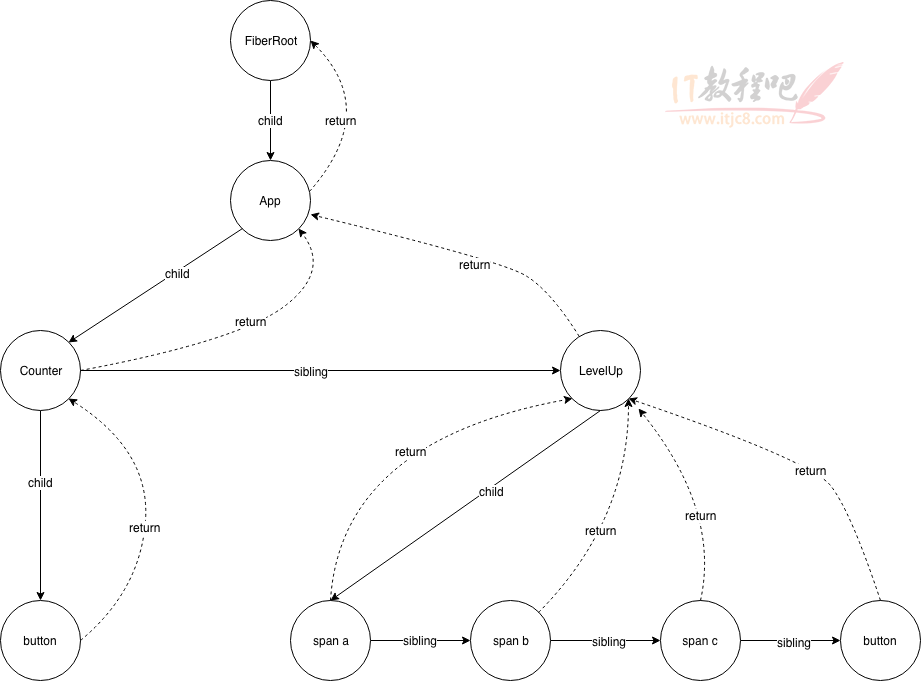 FiberRoot
IT教程吧
www.itjc8.com
child
return
App
return
child
return
Counter
sibling
LevelUp
return
child
child
return
return
return
return
button
span a
sibling
span b
sibling
span c
sibling
button